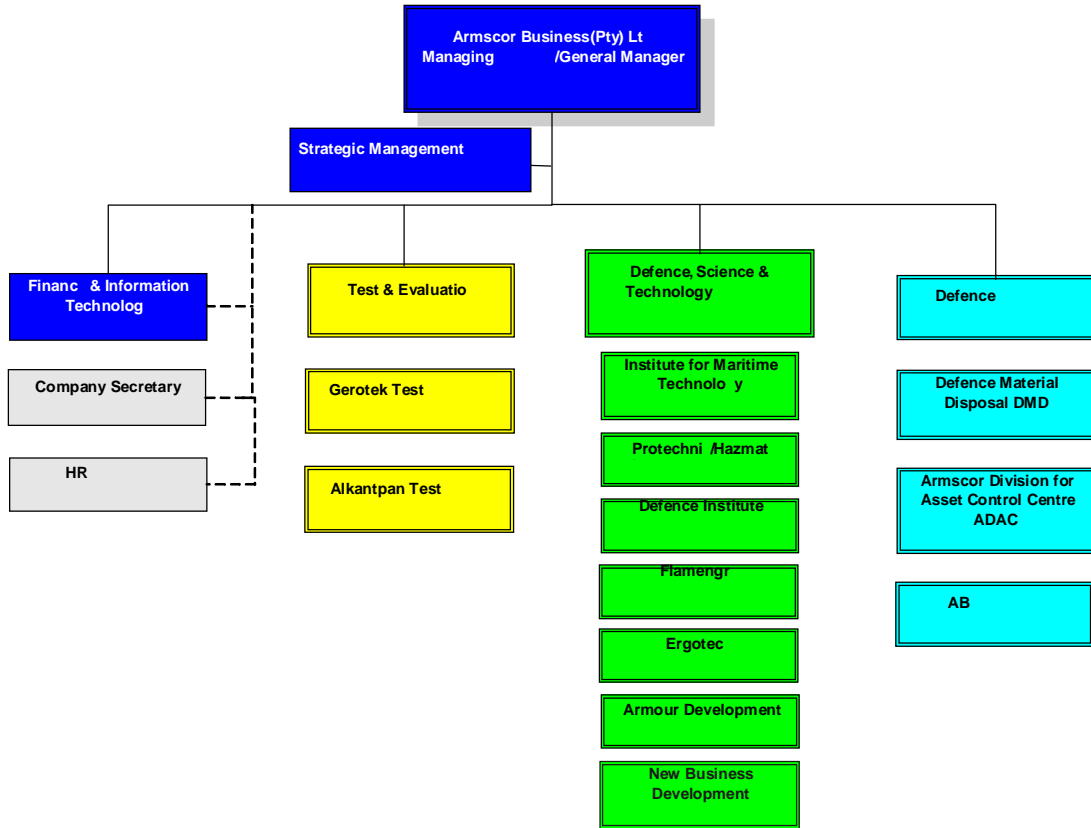 Armscor Business(Pty) Lt
Managing /General Manager
Strategic Management
Financ & Information
Technolog
Company Secretary
HR
Test & Evaluatio
Gerotek Test
Alkantpan Test
Defence, Science &
Technology
Institute for Maritime
Technolo y
Protechni /Hazmat
Defence Institute
Flamengr
Ergotec
Armour Development
New Business
Development
Defence
Defence Material
Disposal DMD
Armscor Division for
Asset Control Centre
ADAC
AB